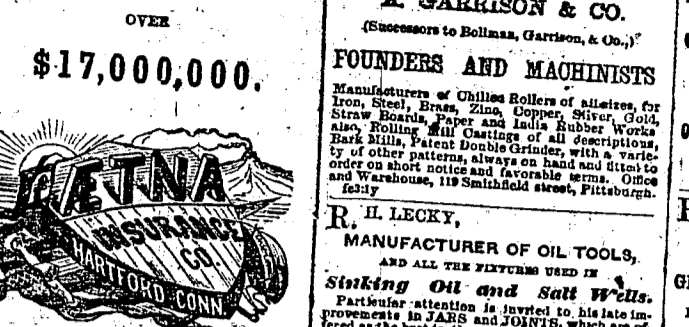 OVER
$17,000,000.
ÆTNA
INSURANCE
CO.
HARTFORD, CONN.
GARRISON & CO.
(Successors to Bollman, Garrison, & Co.,)
FOUNDERS AND MACHINISTS
Manufacturers of Chilled Rollers of all sizes, for
Iron, Steel, Brass, Zinc, Copper, Silver, Gold,
Straw Boards, Paper and India Rubber Works
also, Rolling Mill Castings of all descriptions,
Bark Mills, Patent Double Grinder, with a varie-
ty of other patterns, always on hand and fitted to
order on short notice and favorable terms. Office
and Warehouse, 119 Smithfield street, Pittsburgh.
fe3:1y
R. H. LECKY,
MANUFACTURER OF OIL TOOLS,
AND ALL THE FIXTURES USED IN
Sinking Oil and Salt Wells.
Particular attention is invited to his late im-
provements in JARS and JOINTS, which are